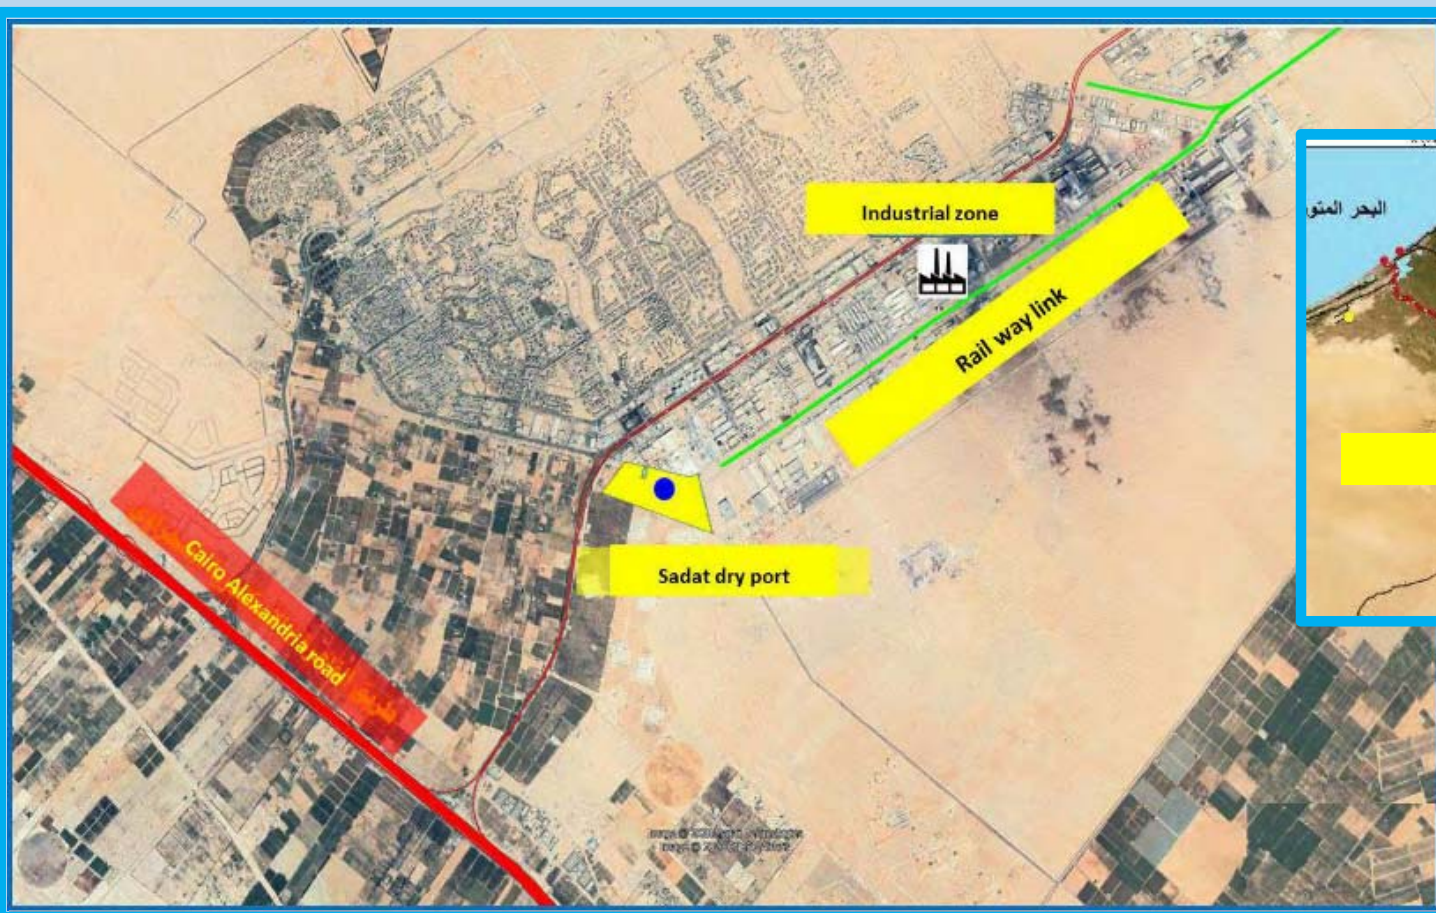 Industrial zone
البحر المتو
Rail way link
Cairo Alexandria road
Sadat dry port